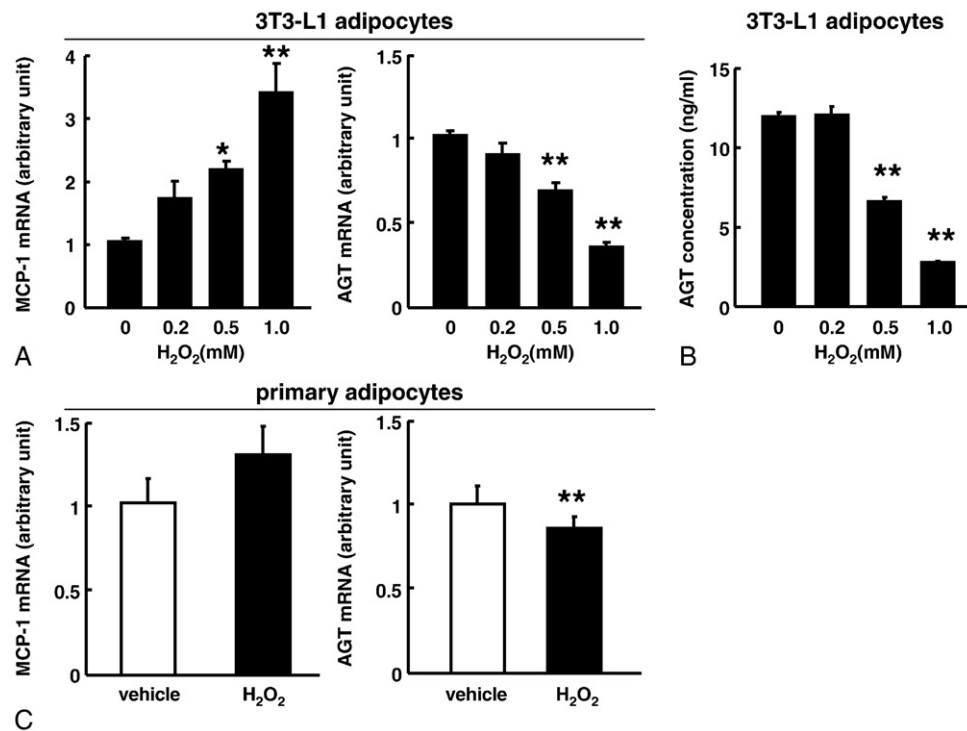 3T3-L1 adipocytes
MCP-1 mRNA (arbitrary unit)
4
3
2
1
0
*
**
0 0.2 0.5 1.0
H₂O₂(mM)
AGT mRNA (arbitrary unit)
1.5
1
0.5
0
**
**
0 0.2 0.5 1.0
H₂O₂(mM)
A
3T3-L1 adipocytes
AGT concentration (ng/ml)
15
10
5
0
**
**
0 0.2 0.5 1.0
H₂O₂(mM)
B
primary adipocytes
MCP-1 mRNA (arbitrary unit)
1.5
1
0.5
0
vehicle H₂O₂
AGT mRNA (arbitrary unit)
1.5
1
0.5
0
**
vehicle H₂O₂
C